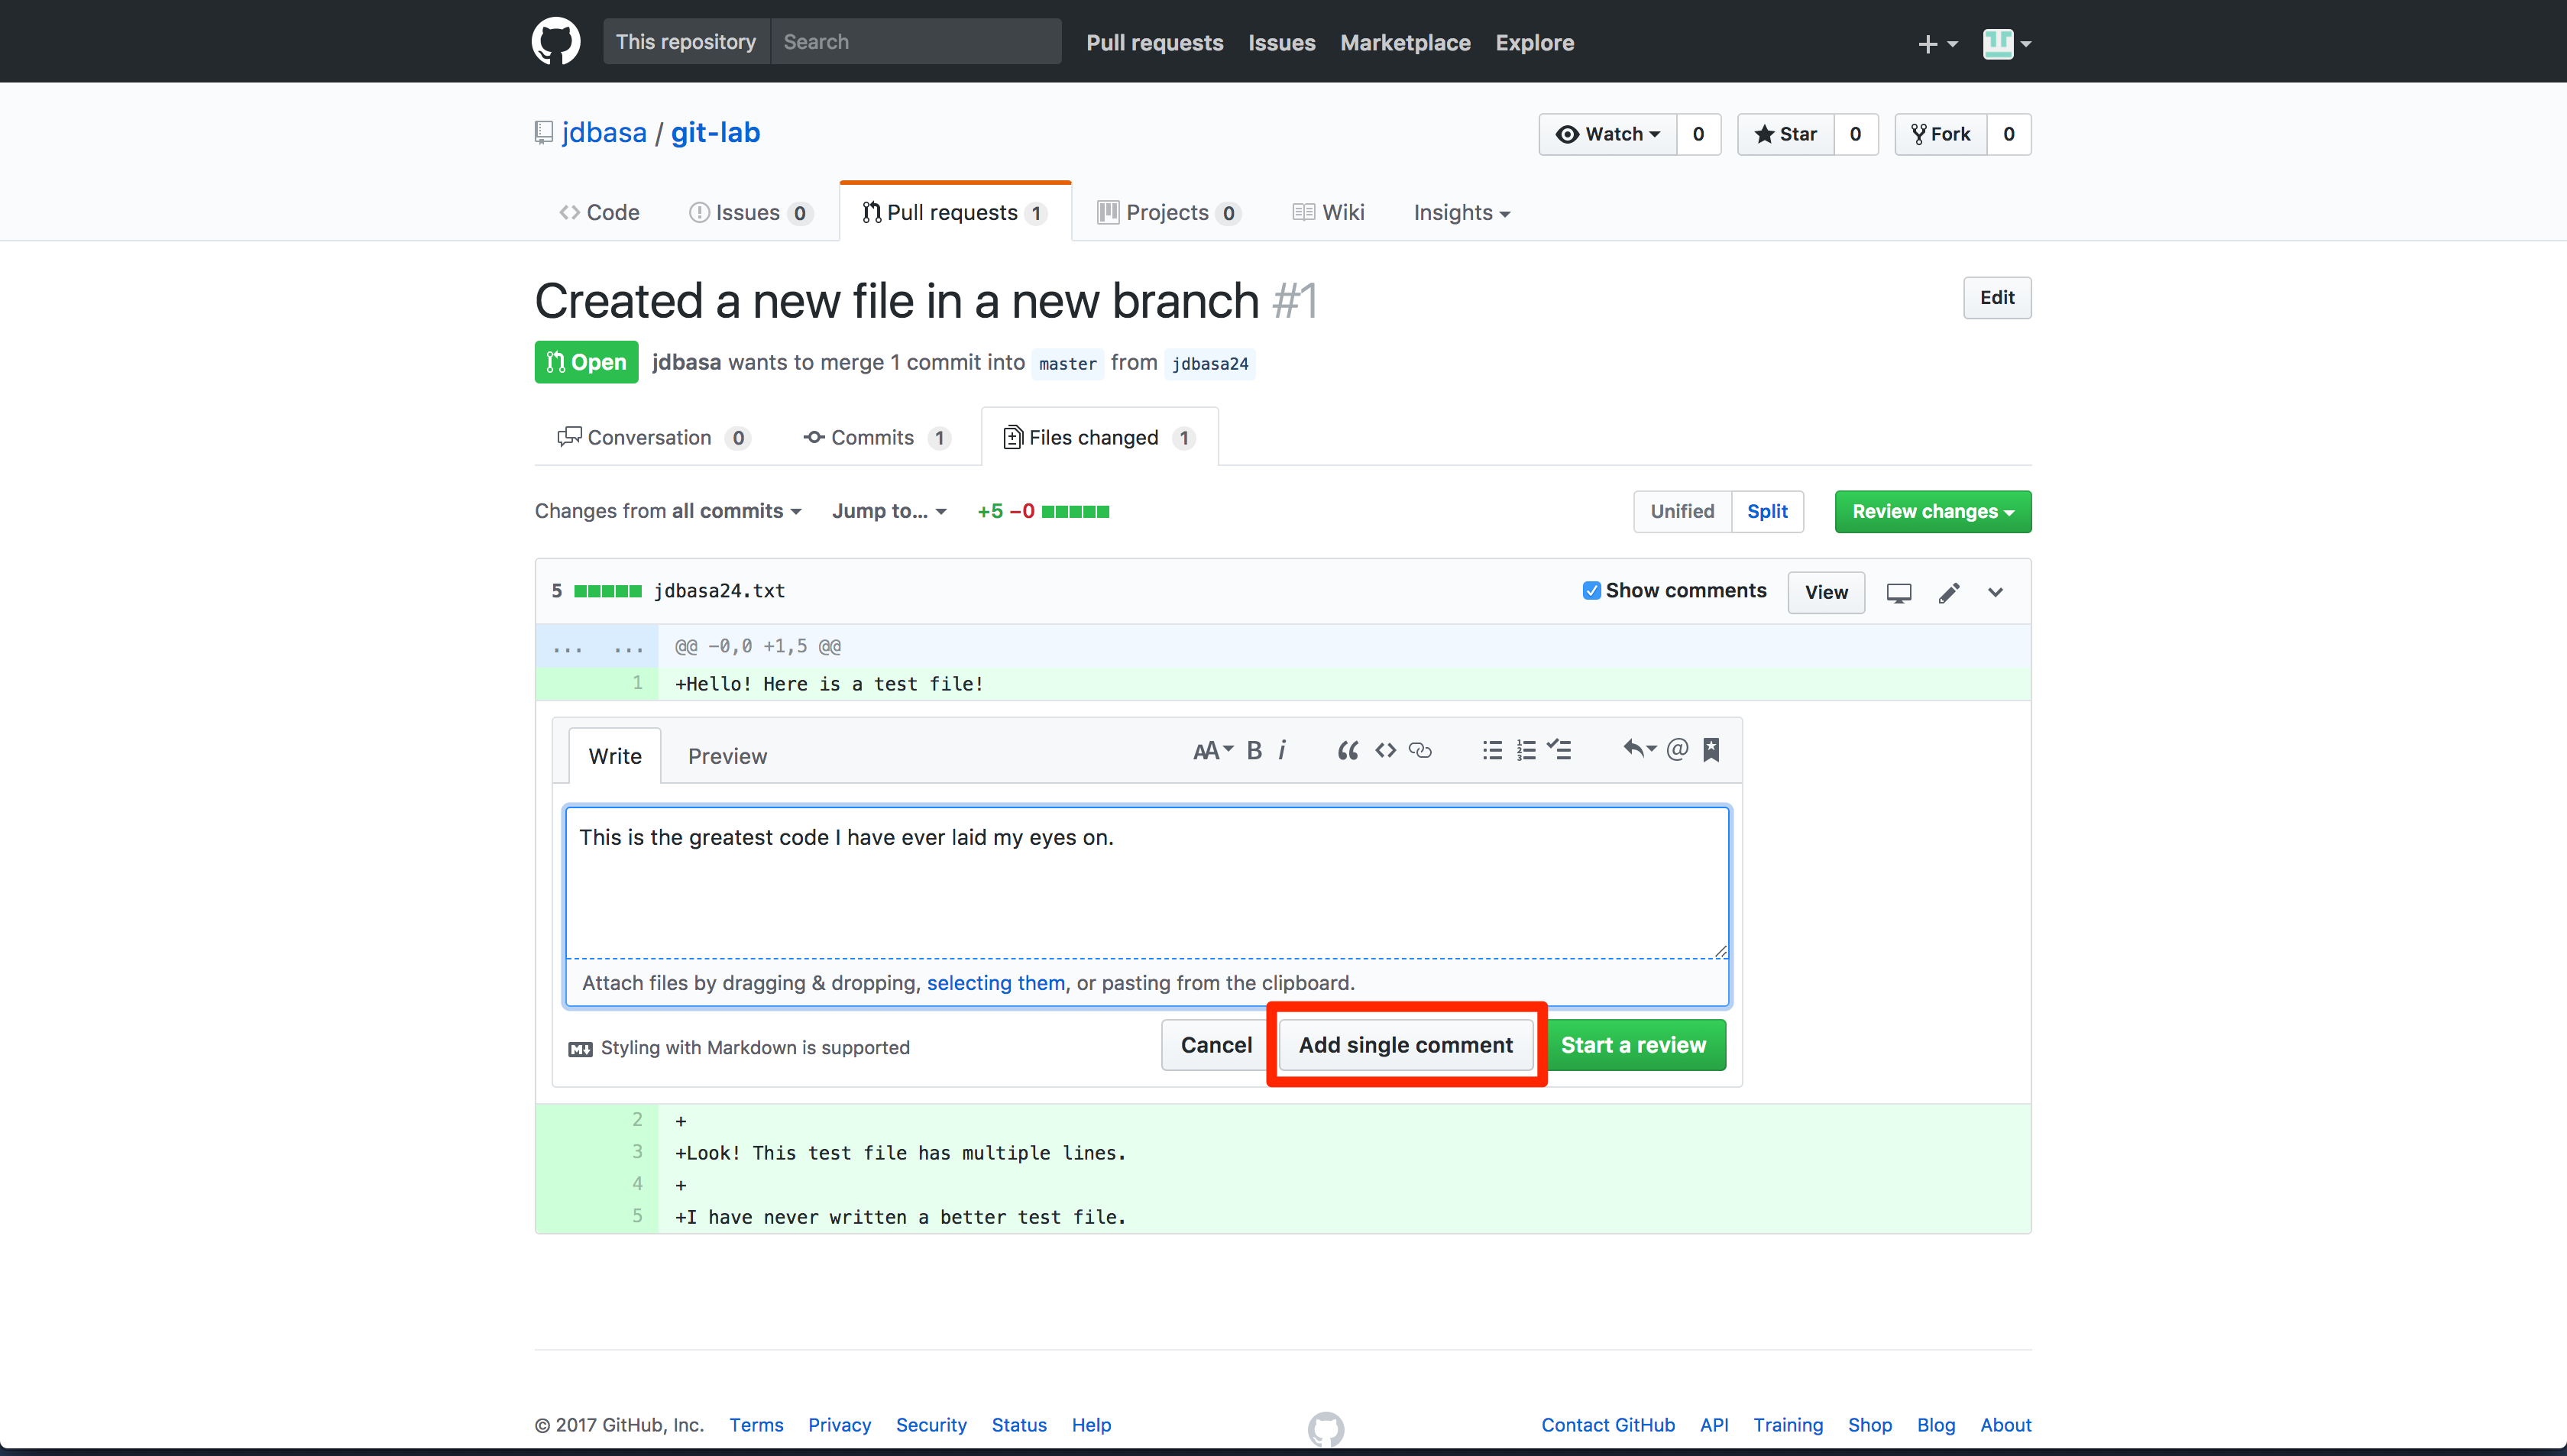 This repository Search Pull requests Issues Marketplace Explore
jdbasa / git-lab Watch 0 Star 0 Fork 0
Code Issues 0 Pull requests 1 Projects 0 Wiki Insights
Created a new file in a new branch #1 Edit
Open jdbasa wants to merge 1 commit into master from jdbasa24
Conversation 0 Commits 1 Files changed 1
Changes from all commits Jump to... +5 −0 Unified Split Review changes
5 jdbasa24.txt Show comments View
... ... @@ -0,0 +1,5 @@
1 +Hello! Here is a test file!
Write Preview AA B i “ <> 1 2 3 @
This is the greatest code I have ever laid my eyes on.
Attach files by dragging & dropping, selecting them, or pasting from the clipboard.
M↓ Styling with Markdown is supported Cancel Add single comment Start a review
2 +
3 +Look! This test file has multiple lines.
4 +
5 +I have never written a better test file.
© 2017 GitHub, Inc. Terms Privacy Security Status Help Contact GitHub API Training Shop Blog About